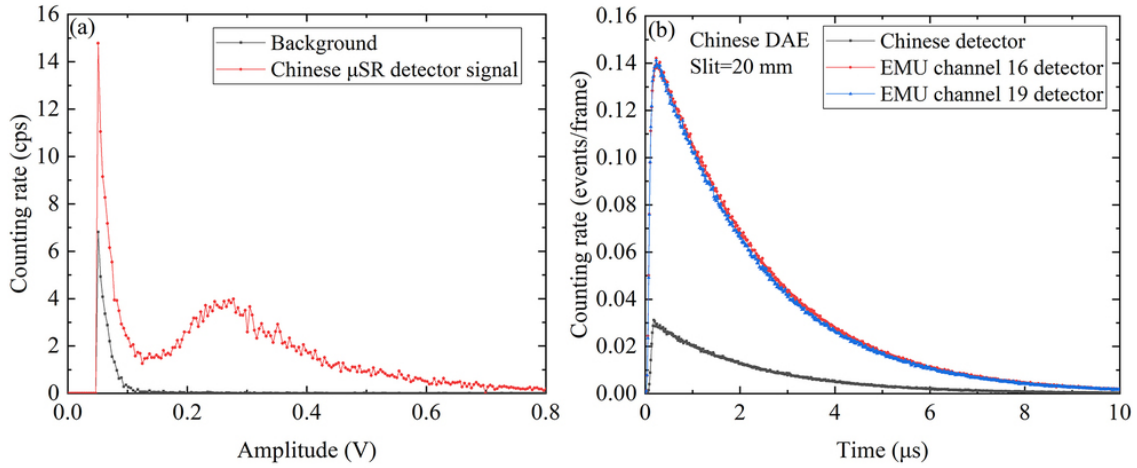 (a)
Background
Chinese μSR detector signal
16
14
12
10
8
6
4
2
0
Counting rate (cps)
0.0 0.2 0.4 0.6 0.8
Amplitude (V)
(b)
Chinese DAE
Slit=20 mm
Chinese detector
EMU channel 16 detector
EMU channel 19 detector
0.16
0.14
0.12
0.10
0.08
0.06
0.04
0.02
0.00
Counting rate (events/frame)
0 2 4 6 8 10
Time (μs)